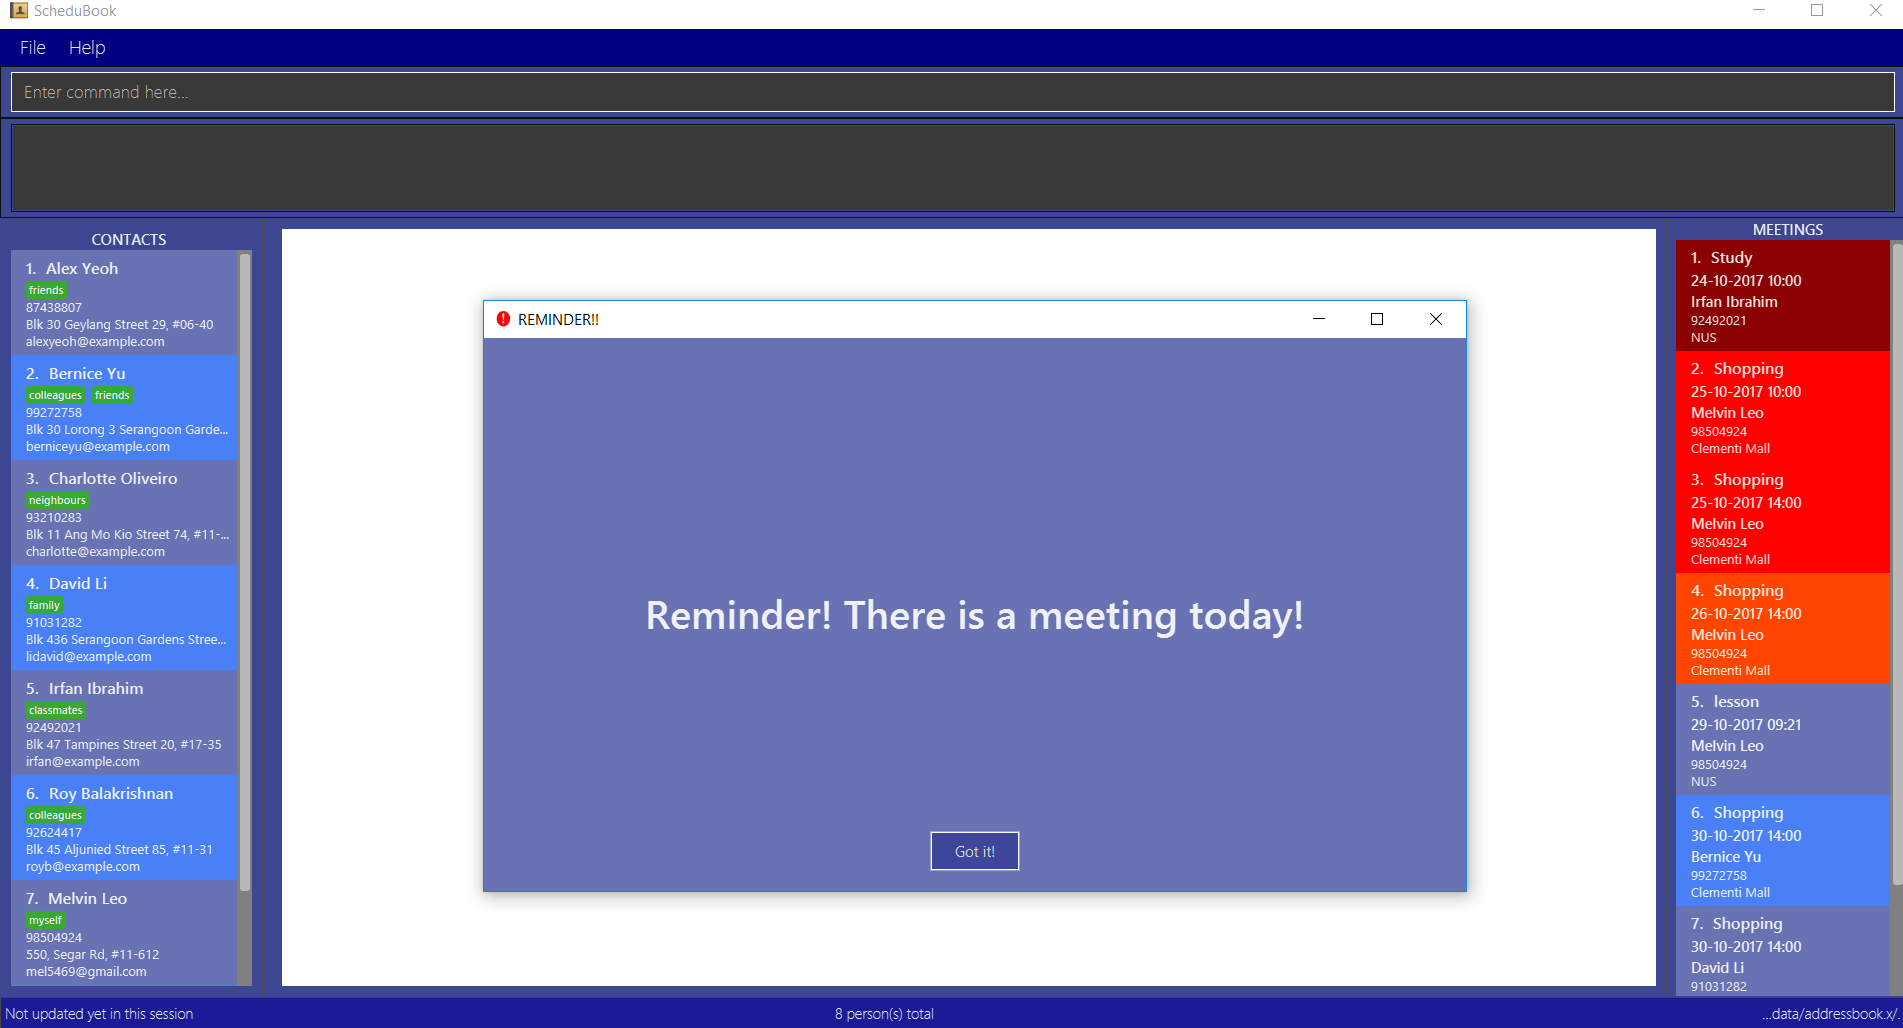 ScheduBook
File Help
Enter command here...
CONTACTS
1. Alex Yeoh
friends
87438807
Blk 30 Geylang Street 29, #06-40
alexyeoh@example.com
2. Bernice Yu
colleagues friends
99272758
Blk 30 Lorong 3 Serangoon Garde...
berniceyu@example.com
3. Charlotte Oliveiro
neighbours
93210283
Blk 11 Ang Mo Kio Street 74, #11-...
charlotte@example.com
4. David Li
family
91031282
Blk 436 Serangoon Gardens Stree...
lidavid@example.com
5. Irfan Ibrahim
classmates
92492021
Blk 47 Tampines Street 20, #17-35
irfan@example.com
6. Roy Balakrishnan
colleagues
92624417
Blk 45 Aljunied Street 85, #11-31
royb@example.com
7. Melvin Leo
myself
98504924
550, Segar Rd, #11-612
mel5469@gmail.com
REMINDER!!
Reminder! There is a meeting today!
Got it!
MEETINGS
1. Study
24-10-2017 10:00
Irfan Ibrahim
92492021
NUS
2. Shopping
25-10-2017 10:00
Melvin Leo
98504924
Clementi Mall
3. Shopping
25-10-2017 14:00
Melvin Leo
98504924
Clementi Mall
4. Shopping
26-10-2017 14:00
Melvin Leo
98504924
Clementi Mall
5. lesson
29-10-2017 09:21
Melvin Leo
98504924
NUS
6. Shopping
30-10-2017 14:00
Bernice Yu
99272758
Clementi Mall
7. Shopping
30-10-2017 14:00
David Li
91031282
Not updated yet in this session
8 person(s) total
...data/addressbook.x/.